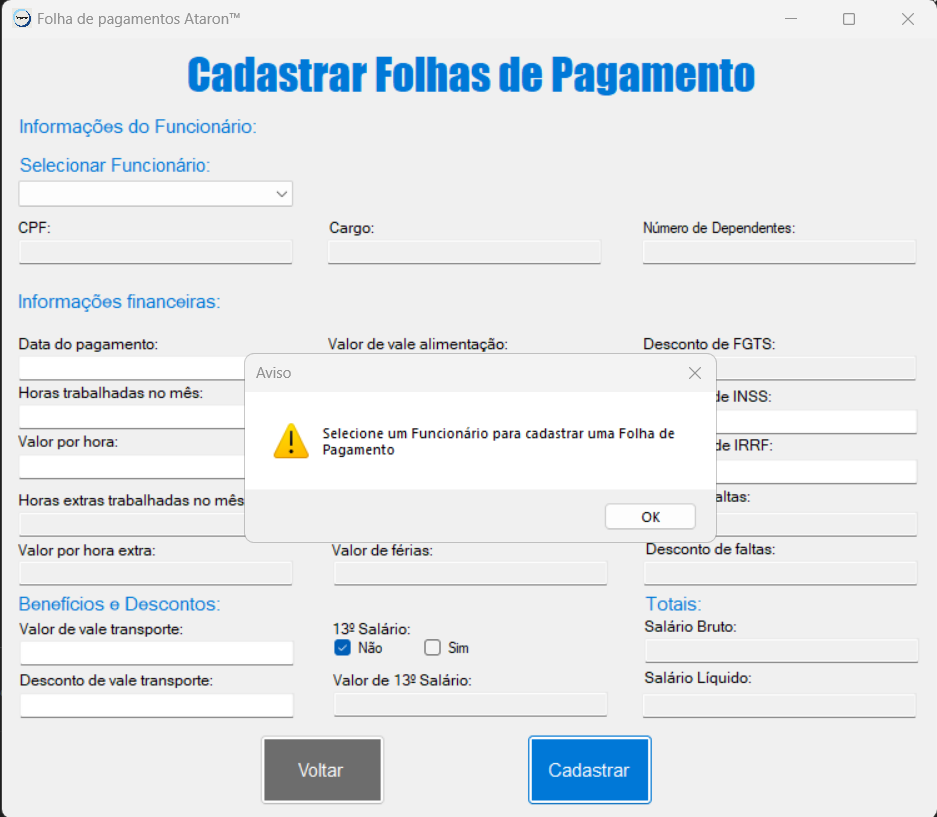 Folha de pagamentos Ataron™
Cadastrar Folhas de Pagamento
Informações do Funcionário:
Selecionar Funcionário:
CPF:
Cargo:
Número de Dependentes:
Informações financeiras:
Data do pagamento:
Valor de vale alimentação:
Desconto de FGTS:
Aviso
Horas trabalhadas no mês:
de INSS:
Selecione um Funcionário para cadastrar uma Folha de
Pagamento
Valor por hora:
de IRRF:
Horas extras trabalhadas no mês
altas:
OK
Valor por hora extra:
Valor de férias:
Desconto de faltas:
Benefícios e Descontos:
Totais:
Valor de vale transporte:
13º Salário:
Salário Bruto:
Não
Sim
Desconto de vale transporte:
Valor de 13º Salário:
Salário Líquido:
Voltar
Cadastrar